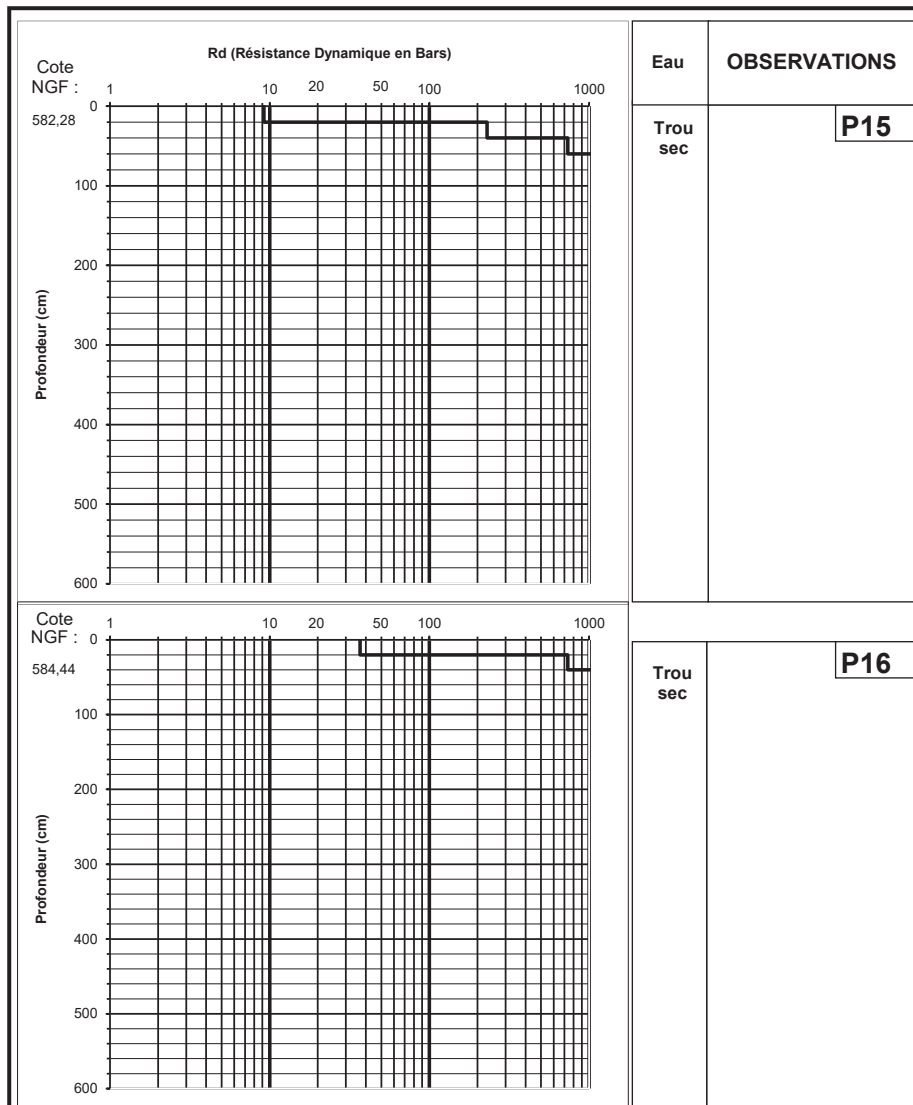 Rd (Résistance Dynamique en Bars)
Cote
NGF :
1 10 20 50 100 1000
0
582,28
100
200
300
400
500
600
Profondeur (cm)
Eau
OBSERVATIONS
Trou
sec
P15
Cote
NGF :
1 10 20 50 100 1000
0
584,44
100
200
300
400
500
600
Profondeur (cm)
Trou
sec
P16